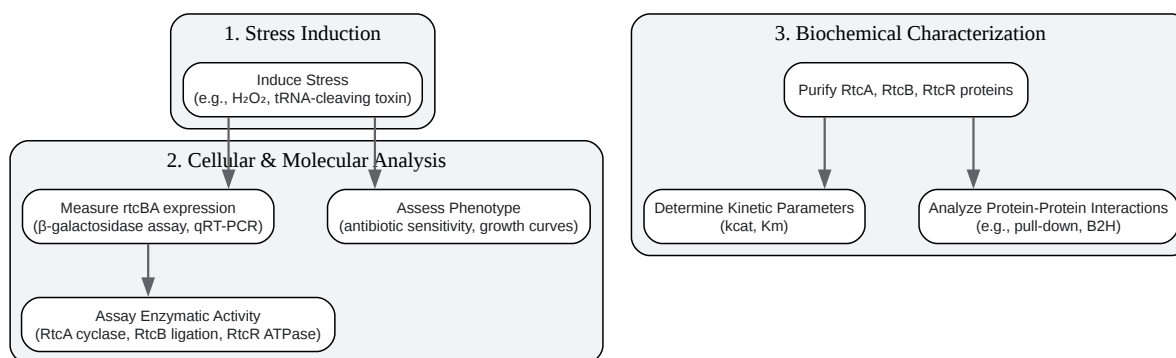 1. Stress Induction
Induce Stress
(e.g., H₂O₂, tRNA-cleaving toxin)
2. Cellular & Molecular Analysis
Measure rtcBA expression
(β-galactosidase assay, qRT-PCR)
Assess Phenotype
(antibiotic sensitivity, growth curves)
Assay Enzymatic Activity
(RtcA cyclase, RtcB ligation, RtcR ATPase)
3. Biochemical Characterization
Purify RtcA, RtcB, RtcR proteins
Determine Kinetic Parameters
(kcat, Km)
Analyze Protein-Protein Interactions
(e.g., pull-down, B2H)